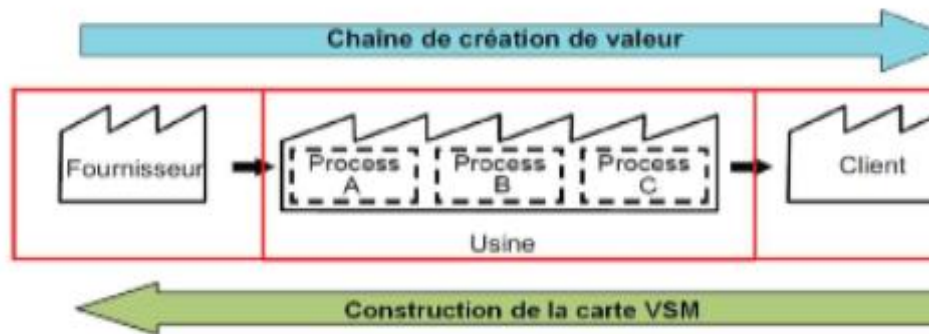 Chaîne de création de valeur
Fournisseur
Process
A
Process
B
Process
C
Client
Usine
Construction de la carte VSM